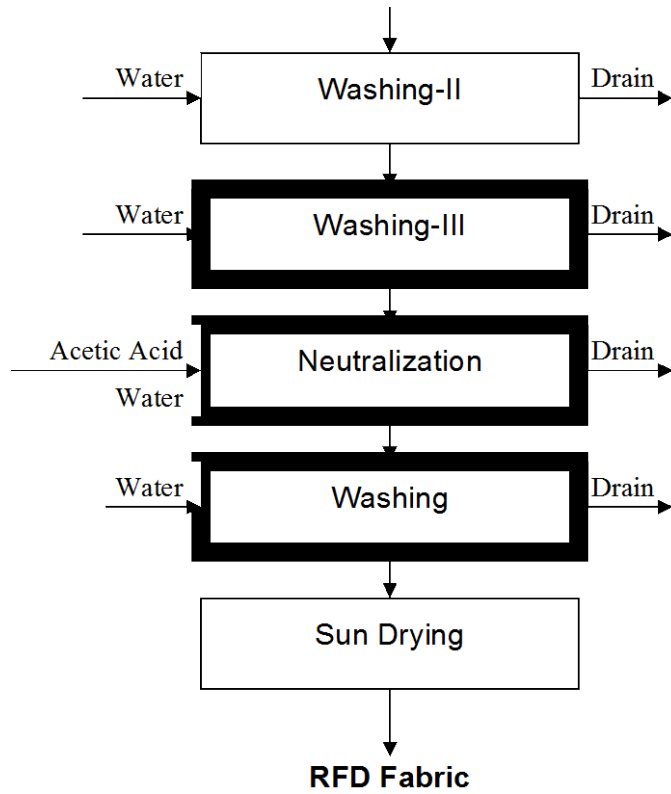 Water
Washing-II
Drain
Water
Washing-III
Drain
Acetic Acid
Neutralization
Drain
Water
Water
Washing
Drain
Sun Drying
RFD Fabric